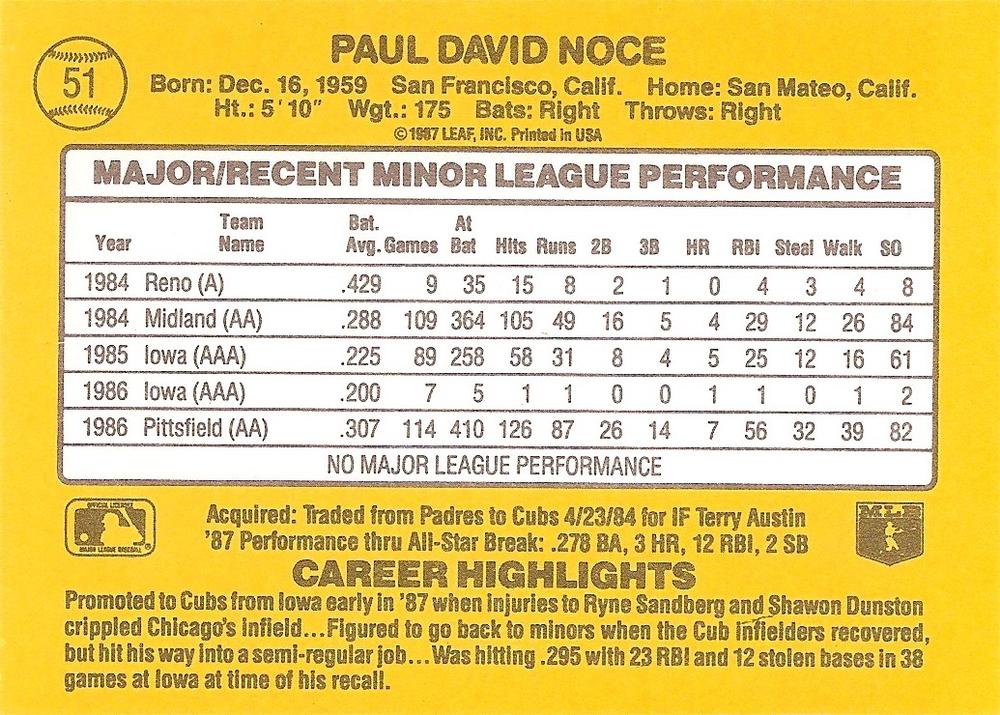 51
PAUL DAVID NOCE
Born: Dec. 16, 1959 San Francisco, Calif. Home: San Mateo, Calif.
Ht.: 5' 10" Wgt.: 175 Bats: Right Throws: Right
©1987 LEAF, INC. Printed in USA
MAJOR/RECENT MINOR LEAGUE PERFORMANCE
Year Team Name Bat. Avg. Games At Bat Hits Runs 2B 3B HR RBI Steal Walk SO
1984 Reno (A) .429 9 35 15 8 2 1 0 4 3 4 8
1984 Midland (AA) .288 109 364 105 49 16 5 4 29 12 26 84
1985 Iowa (AAA) .225 89 258 58 31 8 4 5 25 12 16 61
1986 Iowa (AAA) .200 7 5 1 1 0 0 1 1 0 1 2
1986 Pittsfield (AA) .307 114 410 126 87 26 14 7 56 32 39 82
NO MAJOR LEAGUE PERFORMANCE
OFFICIAL LICENSEE
MAJOR LEAGUE BASEBALL
®
Acquired: Traded from Padres to Cubs 4/23/84 for IF Terry Austin
'87 Performance thru All-Star Break: .278 BA, 3 HR, 12 RBI, 2 SB
MLB
CAREER HIGHLIGHTS
Promoted to Cubs from Iowa early in '87 when injuries to Ryne Sandberg and Shawon Dunston
crippled Chicago's infield...Figured to go back to minors when the Cub infielders recovered,
but hit his way into a semi-regular job...Was hitting .295 with 23 RBI and 12 stolen bases in 38
games at Iowa at time of his recall.